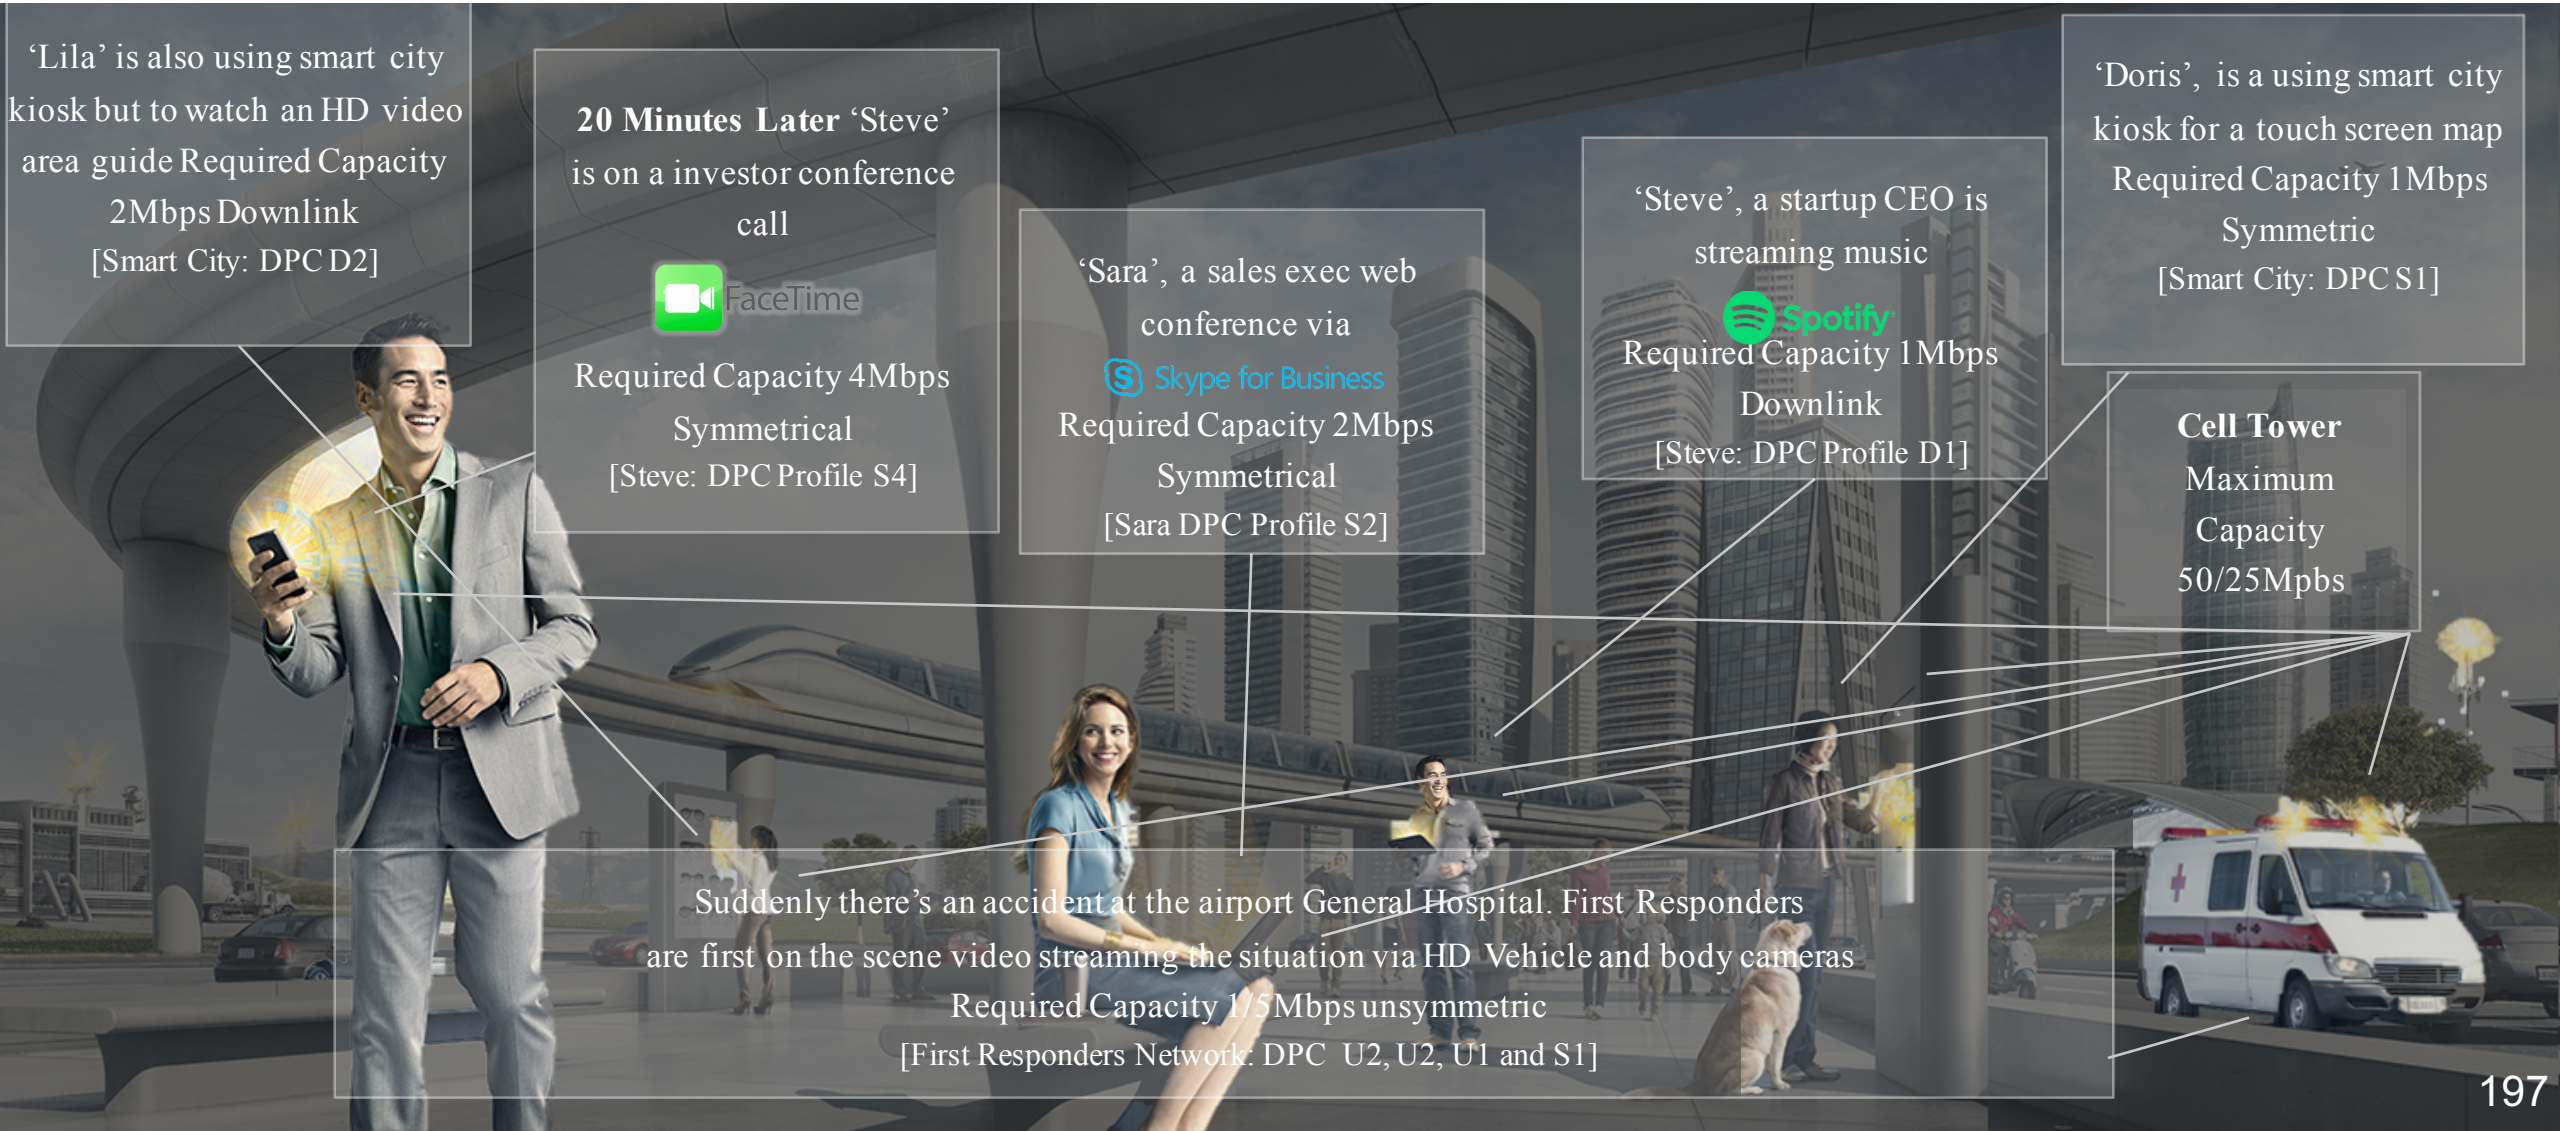 ‘Lila’ is also using smart city
kiosk but to watch an HD video
area guide Required Capacity
2Mbps Downlink
[Smart City: DPC D2]
20 Minutes Later ‘Steve’
is on a investor conference
call
FaceTime
Required Capacity 4Mbps
Symmetrical
[Steve: DPC Profile S4]
‘Sara’, a sales exec web
conference via
S Skype for Business
Required Capacity 2Mbps
Symmetrical
[Sara DPC Profile S2]
‘Steve’, a startup CEO is
streaming music
Spotify
Required Capacity 1Mbps
Downlink
[Steve: DPC Profile D1]
‘Doris’, is a using smart city
kiosk for a touch screen map
Required Capacity 1Mbps
Symmetric
[Smart City: DPC S1]
Cell Tower
Maximum
Capacity
50/25Mpbs
Suddenly there’s an accident at the airport General Hospital. First Responders
are first on the scene video streaming the situation via HD Vehicle and body cameras
Required Capacity 1/5Mbps unsymmetric
[First Responders Network: DPC U2, U2, U1 and S1]
197